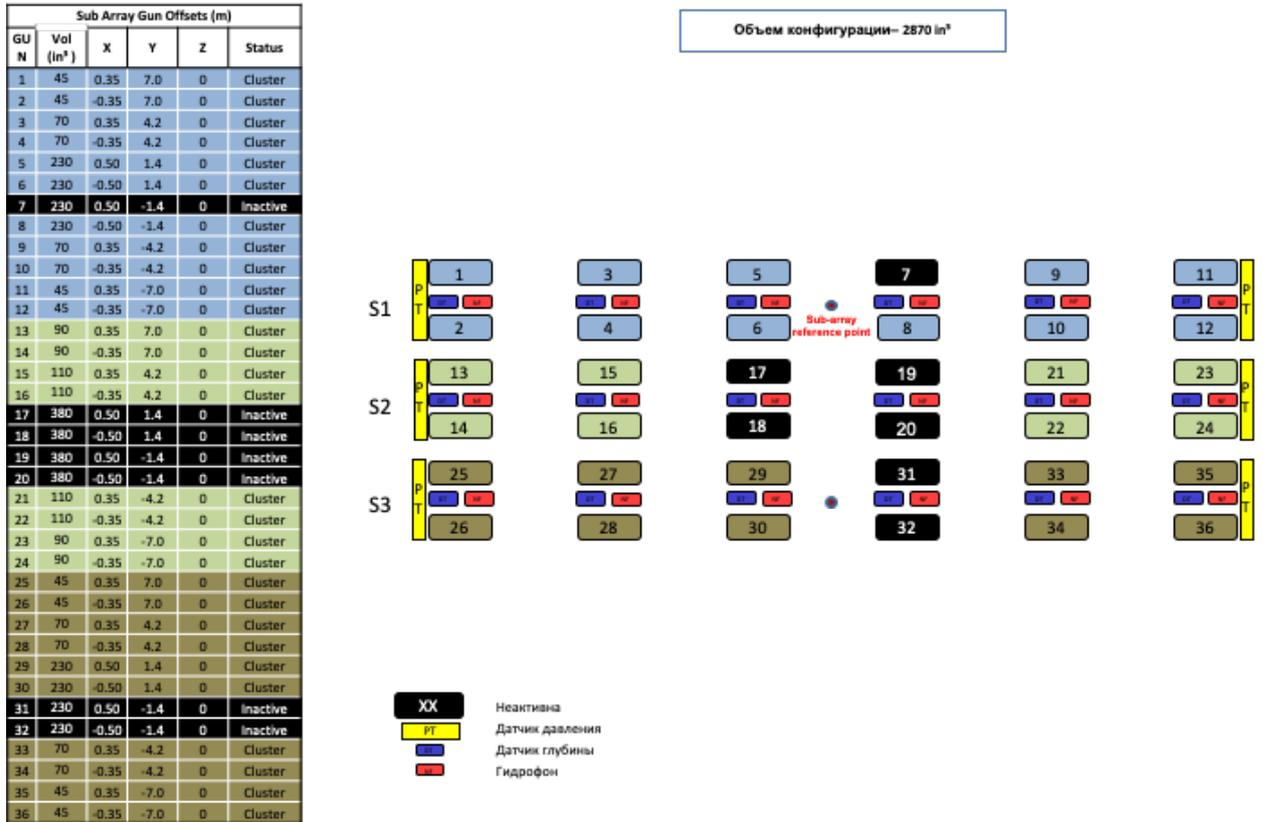 Sub Array Gun Offsets (m)
GU N Vol (in³ ) X Y Z Status
1 45 0.35 7.0 0 Cluster
2 45 -0.35 7.0 0 Cluster
3 70 0.35 4.2 0 Cluster
4 70 -0.35 4.2 0 Cluster
5 230 0.50 1.4 0 Cluster
6 230 -0.50 1.4 0 Cluster
7 230 0.50 -1.4 0 Inactive
8 230 -0.50 -1.4 0 Cluster
9 70 0.35 -4.2 0 Cluster
10 70 -0.35 -4.2 0 Cluster
11 45 0.35 -7.0 0 Cluster
12 45 -0.35 -7.0 0 Cluster
13 90 0.35 7.0 0 Cluster
14 90 -0.35 7.0 0 Cluster
15 110 0.35 4.2 0 Cluster
16 110 -0.35 4.2 0 Cluster
17 380 0.50 1.4 0 Inactive
18 380 -0.50 1.4 0 Inactive
19 380 0.50 -1.4 0 Inactive
20 380 -0.50 -1.4 0 Inactive
21 110 0.35 -4.2 0 Cluster
22 110 -0.35 -4.2 0 Cluster
23 90 0.35 -7.0 0 Cluster
24 90 -0.35 -7.0 0 Cluster
25 45 0.35 7.0 0 Cluster
26 45 -0.35 7.0 0 Cluster
27 70 0.35 4.2 0 Cluster
28 70 -0.35 4.2 0 Cluster
29 230 0.50 1.4 0 Cluster
30 230 -0.50 1.4 0 Cluster
31 230 0.50 -1.4 0 Inactive
32 230 -0.50 -1.4 0 Inactive
33 70 0.35 -4.2 0 Cluster
34 70 -0.35 -4.2 0 Cluster
35 45 0.35 -7.0 0 Cluster
36 45 -0.35 -7.0 0 Cluster
Объем конфигурации– 2870 in³
1 3 5 7 9 11
S1 PT PT
Sub-array
reference point
2 4 6 8 10 12
13 15 17 19 21 23
S2 PT PT
14 16 18 20 22 24
25 27 29 31 33 35
S3 PT PT
26 28 30 32 34 36
XX Неактивна
PT Датчик давления
Датчик глубины
Гидрофон